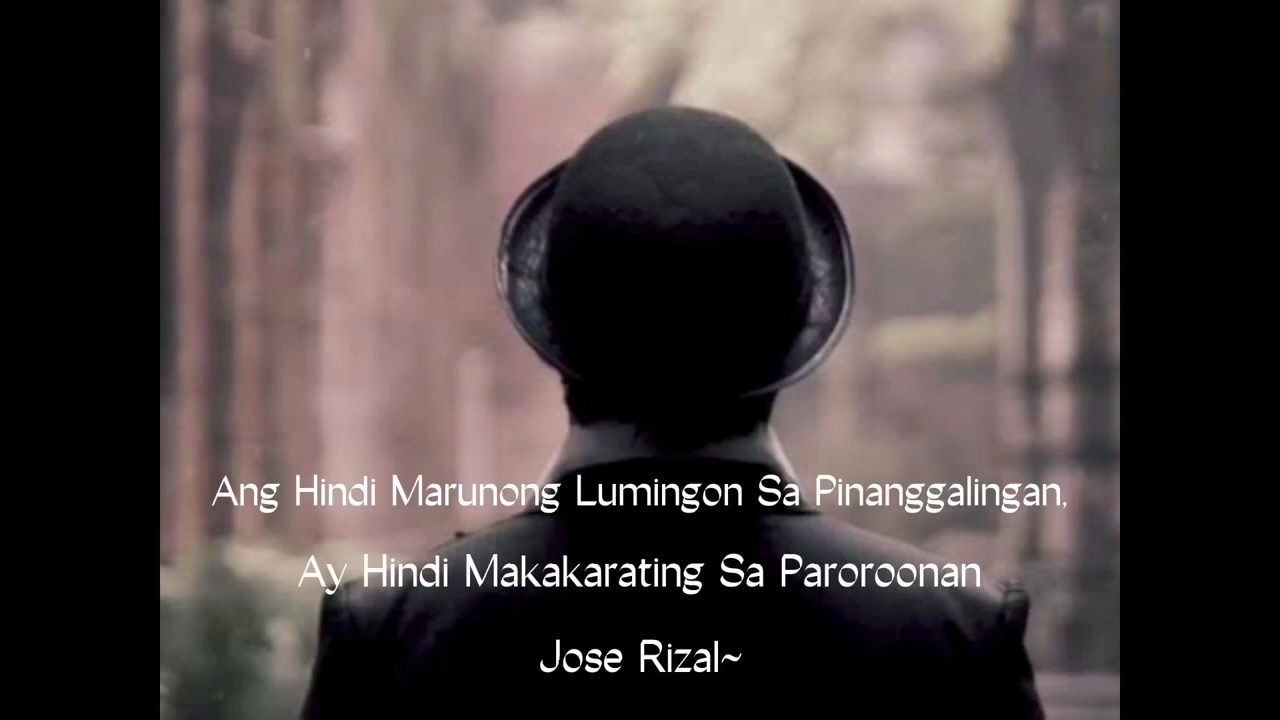 Ang Hindi Marunong Lumingon Sa Pinanggalingan,
Ay Hindi Makakarating Sa Paroroonan
Jose Rizal~